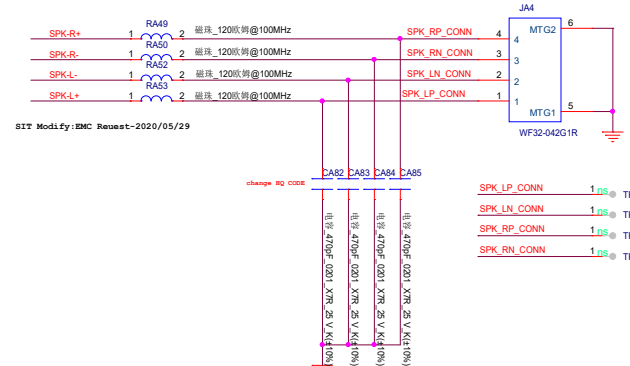 JA4
RA49
SPK-R+ 1 2 磁珠_120欧姆@100MHz SPK_RP_CONN 4 4 MTG2 6
RA50
SPK-R- 1 2 磁珠_120欧姆@100MHz SPK_RN_CONN 3 3
RA52
SPK-L- 1 2 磁珠_120欧姆@100MHz SPK_LN_CONN 2 2
RA53
SPK-L+ 1 2 磁珠_120欧姆@100MHz SPK_LP_CONN 1 1 MTG1 5
SIT Modify:EMC Reuest-2020/05/29
WF32-042G1R
CA82 CA83 CA84 CA85
change HQ CODE
电容_470pF_0201_X7R_25 V_K(±10%)
电容_470pF_0201_X7R_25 V_K(±10%)
电容_470pF_0201_X7R_25 V_K(±10%)
电容_470pF_0201_X7R_25 V_K(±10%)
SPK_LP_CONN 1 ns
SPK_LN_CONN 1 ns
SPK_RP_CONN 1 ns
SPK_RN_CONN 1 ns